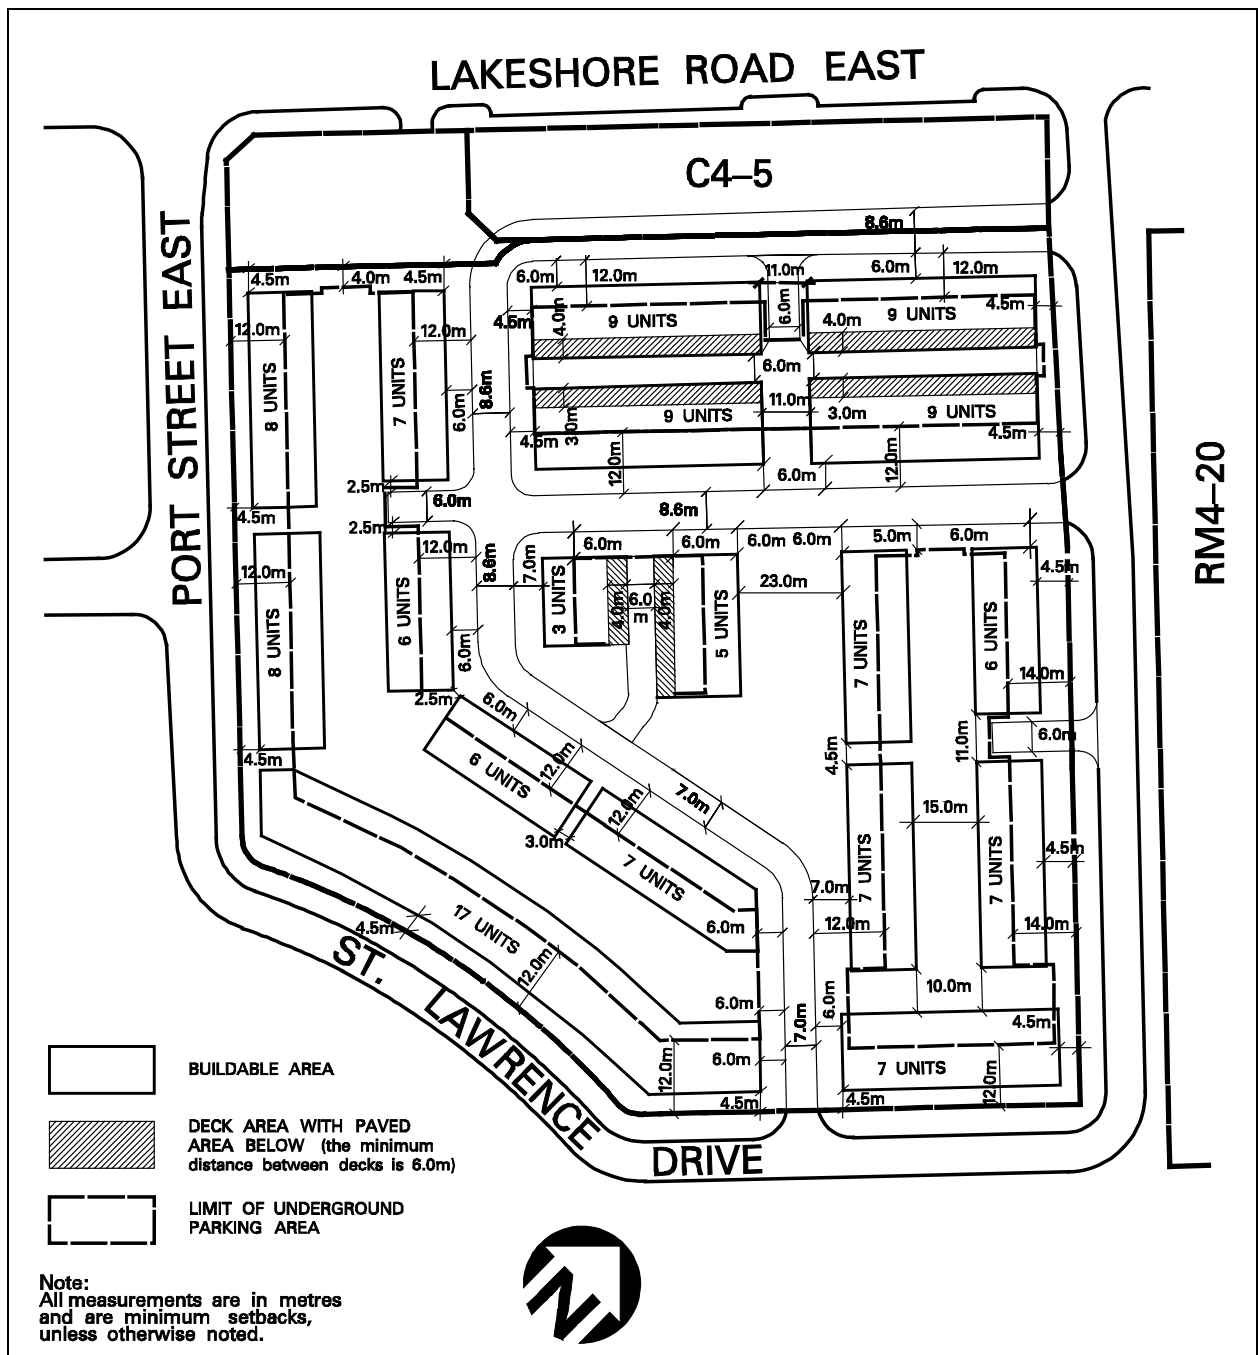 LAKESHORE ROAD EAST
C4–5
8.6m
4.5m
4.0m
4.5m
6.0m
12.0m
11.0m
6.0m
12.0m
4.5m
4.0m
9 UNITS
6.0m
9 UNITS
4.5m
4.0m
12.0m
12.0m
8 UNITS
7 UNITS
6.0m
8.6m
6.0m
11.0m
9 UNITS
3.0m
9 UNITS
4.5m
3.0m
4.5m
12.0m
6.0m
12.0m
PORT STREET EAST
RM4–20
2.5m
6.0m
4.5m
2.5m
8.6m
12.0m
8.6m
7.0m
6.0m
6.0m
6.0m
6.0m
5.0m
6.0m
4.5m
12.0m
8 UNITS
6 UNITS
3 UNITS
4.0m
6.0
m
4.0m
5 UNITS
23.0m
7 UNITS
6 UNITS
14.0m
6.0m
2.5m
6.0m
4.5m
6 UNITS
12.0m
4.5m
11.0m
6.0m
12.0m
7.0m
3.0m
7 UNITS
15.0m
7 UNITS
7 UNITS
4.5m
7.0m
12.0m
14.0m
4.5m
17 UNITS
12.0m
6.0m
6.0m
7.0m
6.0m
10.0m
4.5m
12.0m
6.0m
7 UNITS
12.0m
4.5m
4.5m
ST. LAWRENCE DRIVE
BUILDABLE AREA
DECK AREA WITH PAVED
AREA BELOW (the minimum
distance between decks is 6.0m)
LIMIT OF UNDERGROUND
PARKING AREA
N
Note:
All measurements are in metres
and are minimum setbacks,
unless otherwise noted.